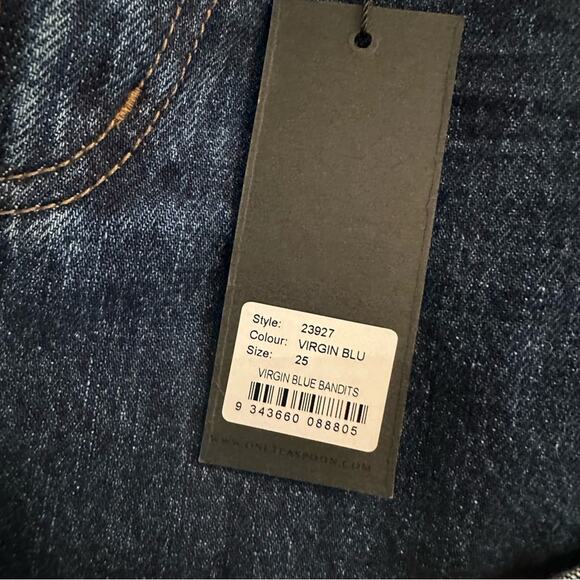 Style: 23927
Colour: VIRGIN BLU
Size: 25
VIRGIN BLUE BANDITS
9 343660 088805
WWW.ONETEASPOON.COM